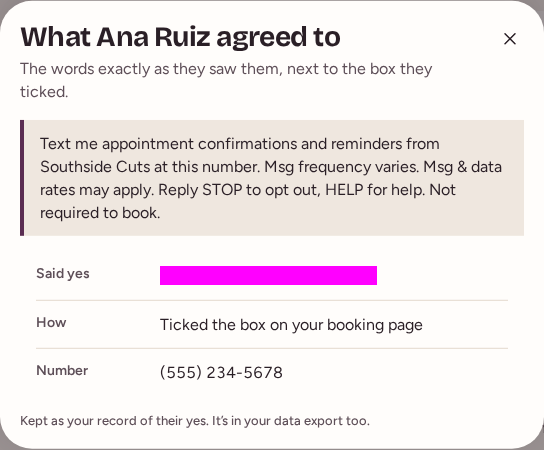 What Ana Ruiz agreed to
The words exactly as they saw them, next to the box they
ticked.
Text me appointment confirmations and reminders from
Southside Cuts at this number. Msg frequency varies. Msg & data
rates may apply. Reply STOP to opt out, HELP for help. Not
required to book.
Said yes
How Ticked the box on your booking page
Number (555) 234-5678
Kept as your record of their yes. It’s in your data export too.